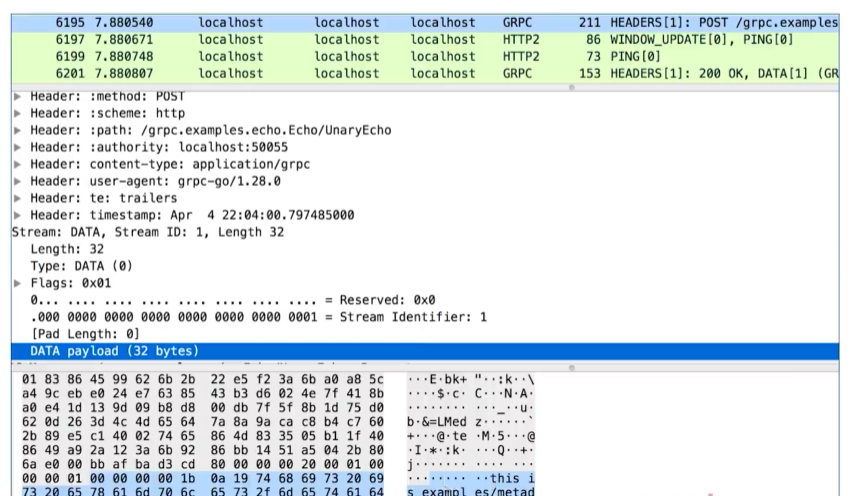 6195 7.880540 localhost localhost localhost GRPC 211 HEADERS[1]: POST /grpc.examples
6197 7.880671 localhost localhost localhost HTTP2 86 WINDOW_UPDATE[0], PING[0]
6199 7.880748 localhost localhost localhost HTTP2 73 PING[0]
6201 7.880807 localhost localhost localhost GRPC 153 HEADERS[1]: 200 OK, DATA[1] (GR
Header: :method: POST
Header: :scheme: http
Header: :path: /grpc.examples.echo.Echo/UnaryEcho
Header: :authority: localhost:50055
Header: content-type: application/grpc
Header: user-agent: grpc-go/1.28.0
Header: te: trailers
Header: timestamp: Apr  4 22:04:00.797485000
Stream: DATA, Stream ID: 1, Length 32
Length: 32
Type: DATA (0)
Flags: 0x01
0... .... .... .... .... .... .... .... = Reserved: 0x0
.000 0000 0000 0000 0000 0000 0000 0001 = Stream Identifier: 1
[Pad Length: 0]
DATA payload (32 bytes)
01 83 86 45 99 62 6b 2b 22 e5 f2 3a 6b a0 a8 5c ···E·bk+ "··:k··\
a4 9c eb e0 24 e7 63 85 43 b3 d6 02 4e 7f 41 8b ····$·c· C···N·A·
a0 e4 1d 13 9d 09 b8 d8 00 db 7f 5f 8b 1d 75 d0 ········ ···_··u·
62 0d 26 3d 4c 4d 65 64 7a 8a 9a ca c8 b4 c7 60 b·&=LMed z······`
2b 89 e5 c1 40 02 74 65 86 4d 83 35 05 b1 1f 40 +···@·te ·M·5···@
86 49 a9 2a 12 3a 6b 92 86 bb 14 51 a5 04 2b 80 ·I·*·:k· ···Q··+·
6a e0 00 bb af ba d3 cd 80 00 00 00 20 00 01 00 j······· ···· ···
00 00 01 00 00 00 00 1b 0a 19 74 68 69 73 20 69 ········ ··this i
73 20 65 78 61 6d 70 6c 65 73 2f 6d 65 74 61 64 s exampl es/metad